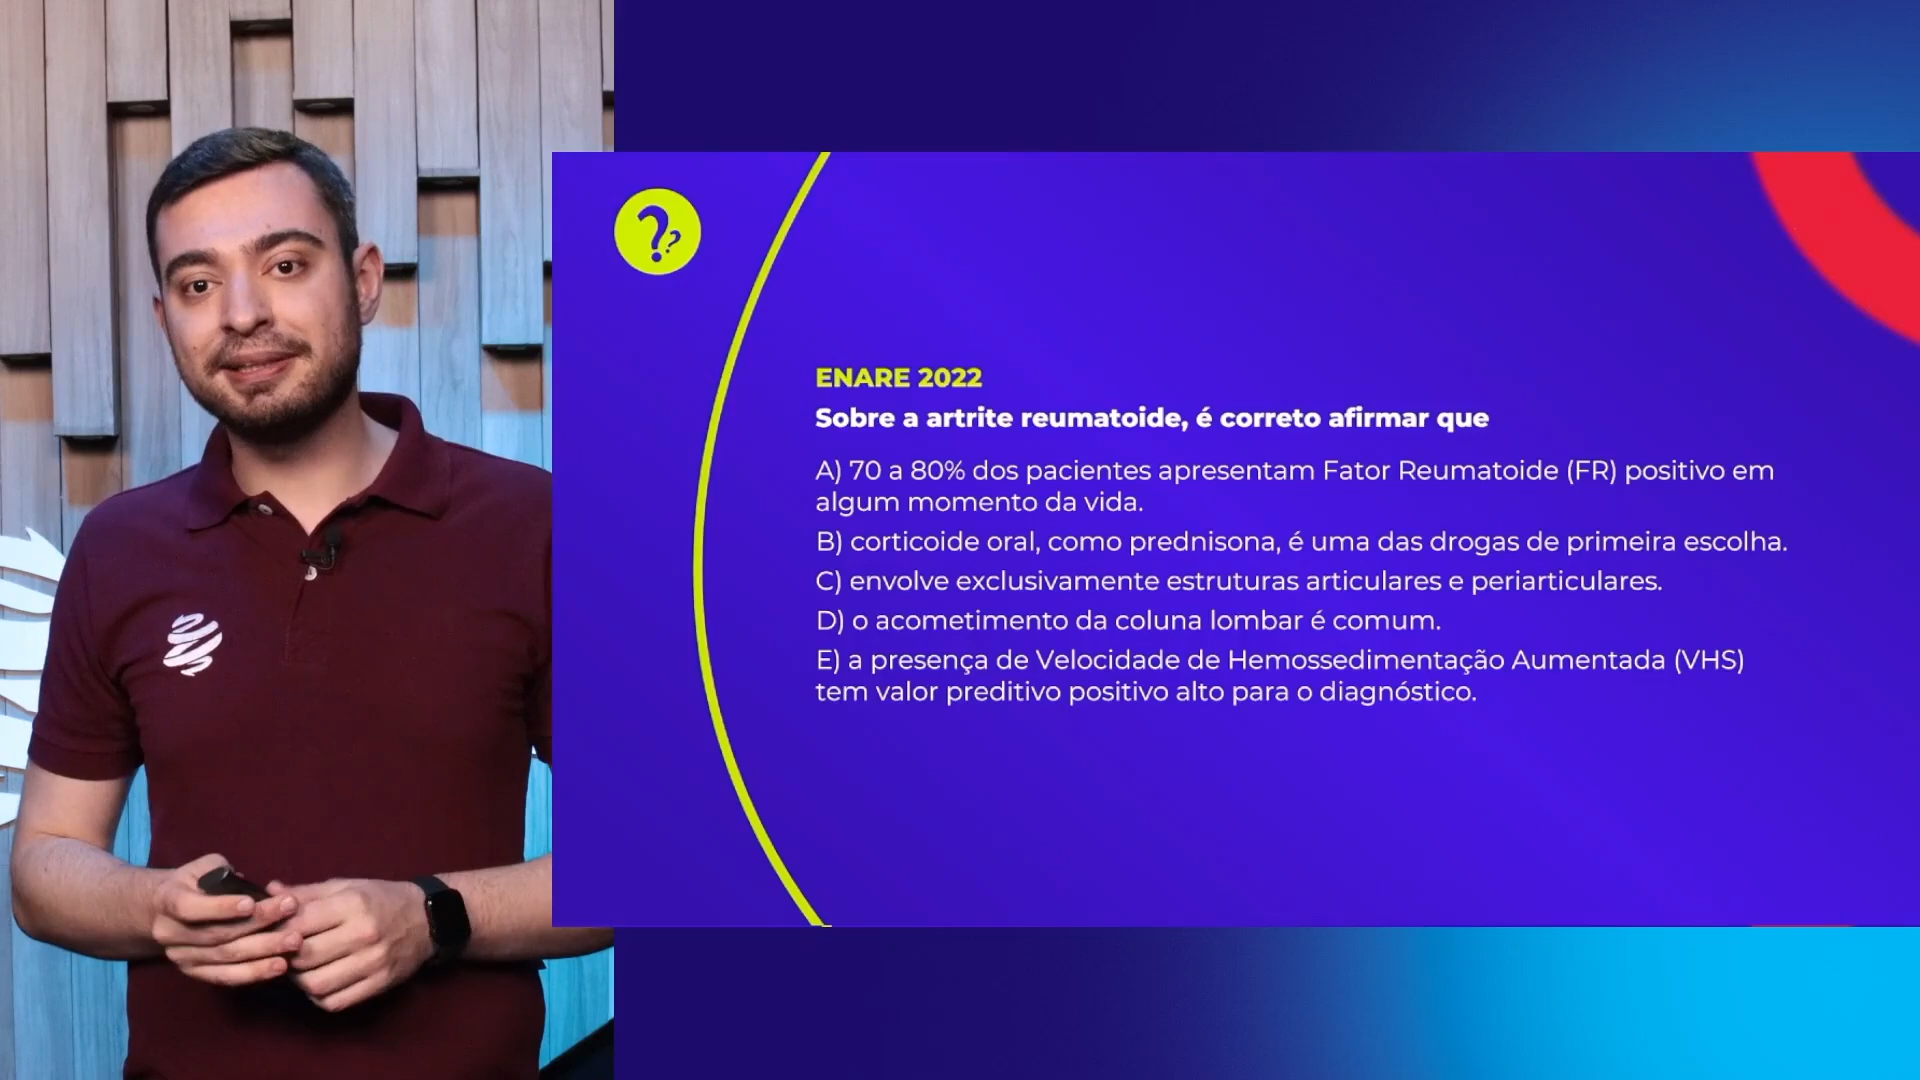 ENARE 2022
Sobre a artrite reumatoide, é correto afirmar que
A) 70 a 80% dos pacientes apresentam Fator Reumatoide (FR) positivo em
algum momento da vida.
B) corticoide oral, como prednisona, é uma das drogas de primeira escolha.
C) envolve exclusivamente estruturas articulares e periarticulares.
D) o acometimento da coluna lombar é comum.
E) a presença de Velocidade de Hemossedimentação Aumentada (VHS)
tem valor preditivo positivo alto para o diagnóstico.